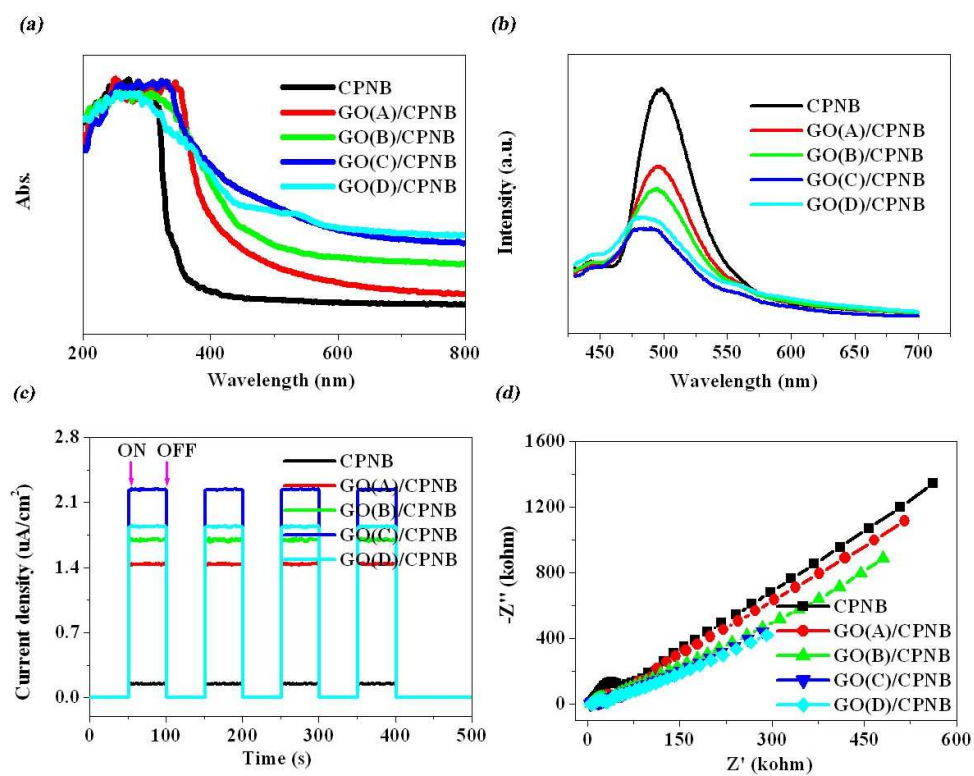 (a)
Abs.
CPNB
GO(A)/CPNB
GO(B)/CPNB
GO(C)/CPNB
GO(D)/CPNB
200 400 600 800
Wavelength (nm)
(b)
Intensity (a.u.)
CPNB
GO(A)/CPNB
GO(B)/CPNB
GO(C)/CPNB
GO(D)/CPNB
450 500 550 600 650 700
Wavelength (nm)
(c)
Current density (uA/cm²)
2.8
2.1
1.4
0.7
0.0
ON OFF
CPNB
GO(A)/CPNB
GO(B)/CPNB
GO(C)/CPNB
GO(D)/CPNB
0 100 200 300 400 500
Time (s)
(d)
-Z'' (kohm)
1600
1200
800
400
0
CPNB
GO(A)/CPNB
GO(B)/CPNB
GO(C)/CPNB
GO(D)/CPNB
0 150 300 450 600
Z' (kohm)